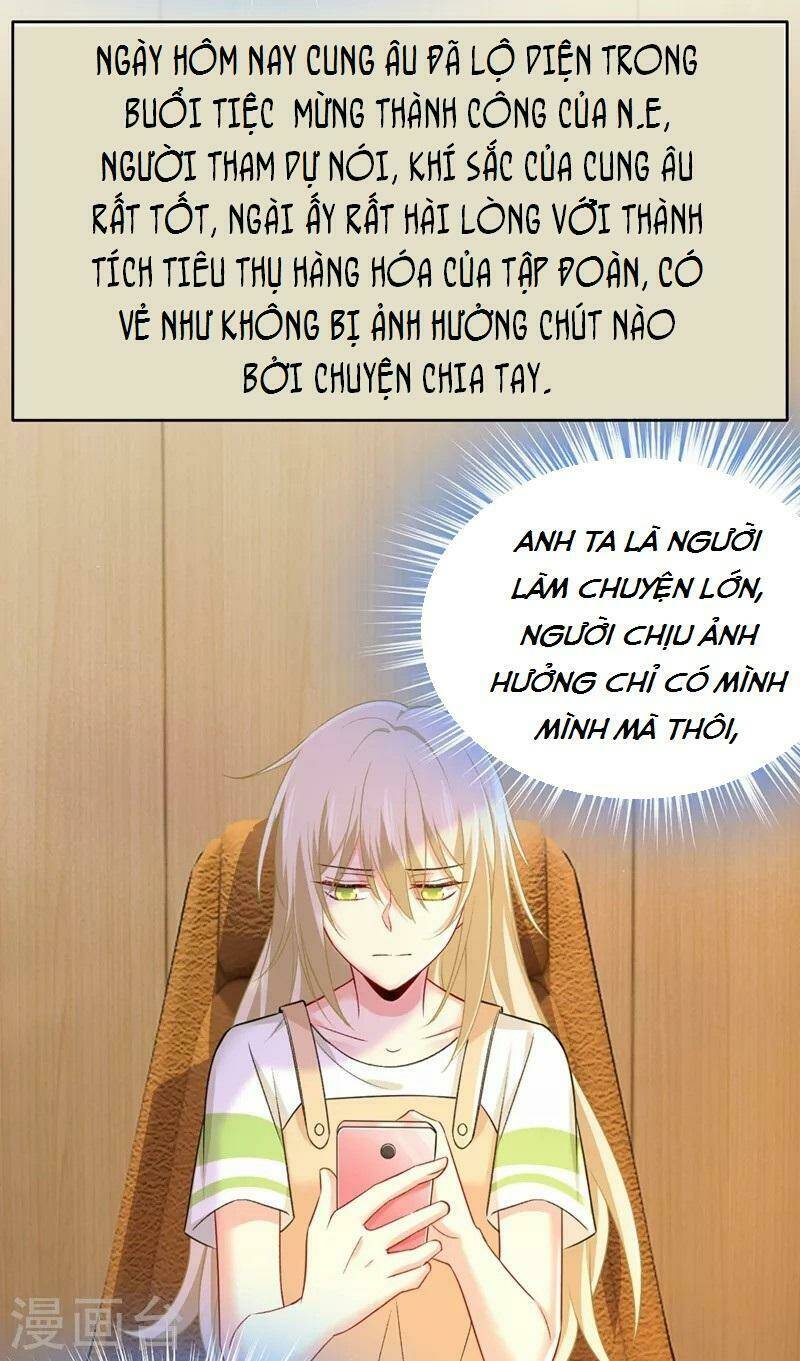 NGÀY HÔM NAY CUNG ÂU ĐÃ LỘ DIỆN TRONG
BUỔI TIỆC MỪNG THÀNH CÔNG CỦA N.E,
NGƯỜI THAM DỰ NÓI, KHÍ SẮC CỦA CUNG ÂU
RẤT TỐT, NGÀI ẤY RẤT HÀI LÒNG VỚI THÀNH
TÍCH TIÊU THỤ HÀNG HÓA CỦA TẬP ĐOÀN, CÓ
VẺ NHƯ KHÔNG BỊ ẢNH HƯỞNG CHÚT NÀO
BỞI CHUYỆN CHIA TAY.
ANH TA LÀ NGƯỜI
LÀM CHUYỆN LỚN,
NGƯỜI CHỊU ẢNH
HƯỞNG CHỈ CÓ MÌNH
MÌNH MÀ THÔI,
漫画台